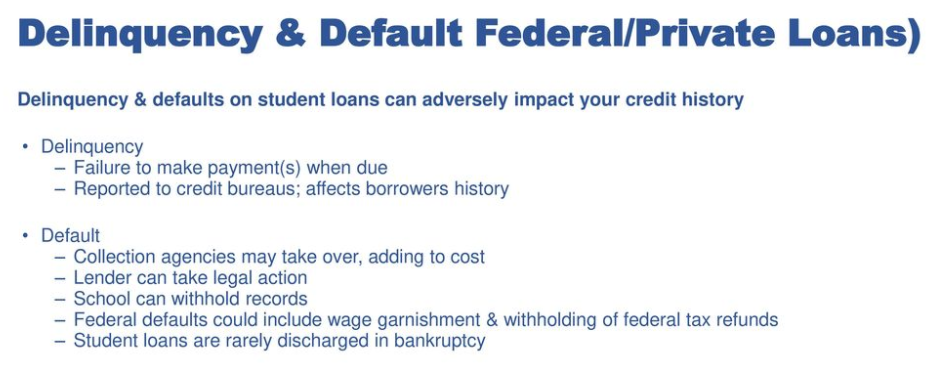 Delinquency & Default Federal/Private Loans)
Delinquency & defaults on student loans can adversely impact your credit history
• Delinquency
– Failure to make payment(s) when due
– Reported to credit bureaus; affects borrowers history
• Default
– Collection agencies may take over, adding to cost
– Lender can take legal action
– School can withhold records
– Federal defaults could include wage garnishment & withholding of federal tax refunds
– Student loans are rarely discharged in bankruptcy